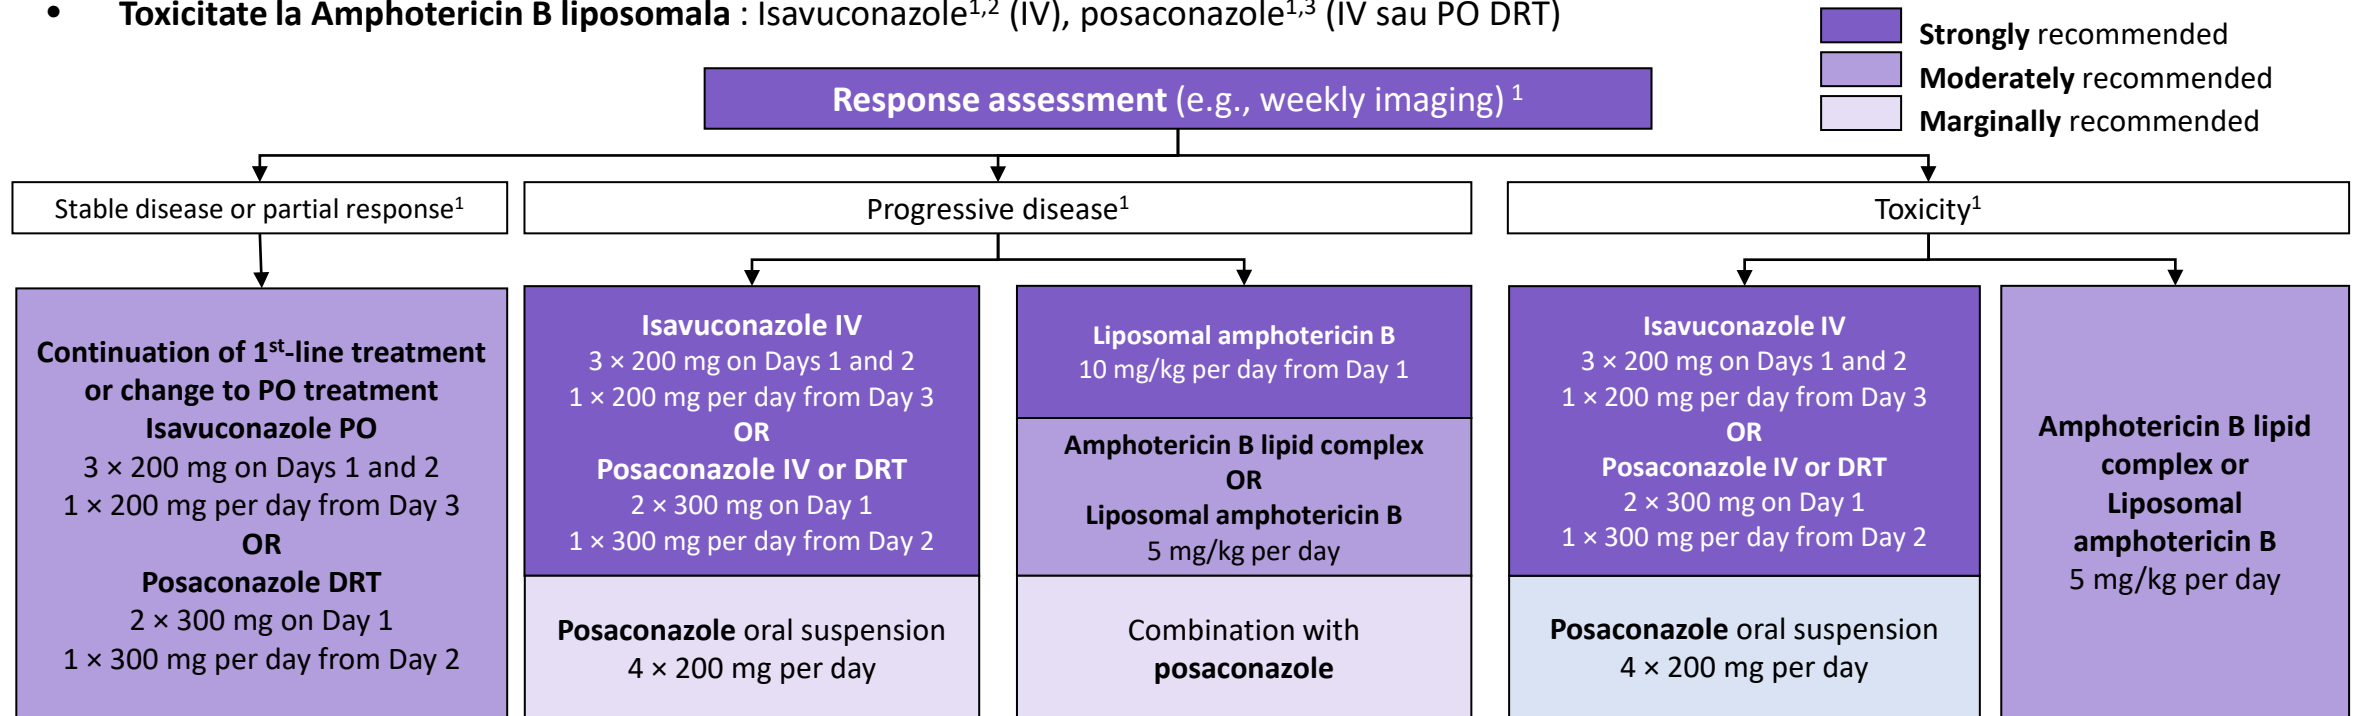 • Toxicitate la Amphotericin B liposomala : Isavuconazole1,2 (IV), posaconazole1,3 (IV sau PO DRT)
Strongly recommended
Moderately recommended
Marginally recommended
Response assessment (e.g., weekly imaging) 1
Stable disease or partial response1
Progressive disease1
Toxicity1
Continuation of 1st-line treatment
or change to PO treatment
Isavuconazole PO
3 × 200 mg on Days 1 and 2
1 × 200 mg per day from Day 3
OR
Posaconazole DRT
2 × 300 mg on Day 1
1 × 300 mg per day from Day 2
Isavuconazole IV
3 × 200 mg on Days 1 and 2
1 × 200 mg per day from Day 3
OR
Posaconazole IV or DRT
2 × 300 mg on Day 1
1 × 300 mg per day from Day 2
Posaconazole oral suspension
4 × 200 mg per day
Liposomal amphotericin B
10 mg/kg per day from Day 1
Amphotericin B lipid complex
OR
Liposomal amphotericin B
5 mg/kg per day
Combination with
posaconazole
Isavuconazole IV
3 × 200 mg on Days 1 and 2
1 × 200 mg per day from Day 3
OR
Posaconazole IV or DRT
2 × 300 mg on Day 1
1 × 300 mg per day from Day 2
Posaconazole oral suspension
4 × 200 mg per day
Amphotericin B lipid
complex or
Liposomal
amphotericin B
5 mg/kg per day